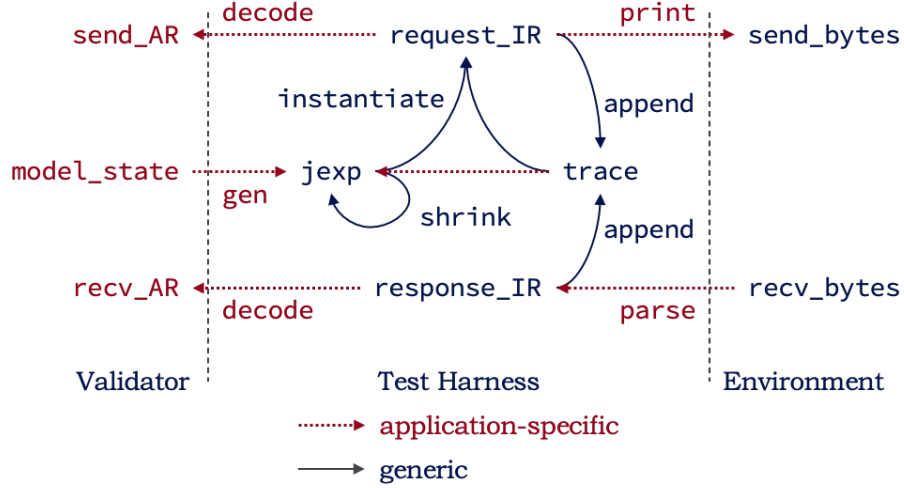 decode
print
send_AR
request_IR
send_bytes
instantiate
append
model_state
jexp
trace
gen
shrink
append
recv_AR
response_IR
recv_bytes
decode
parse
Validator
Test Harness
Environment
application-specific
generic